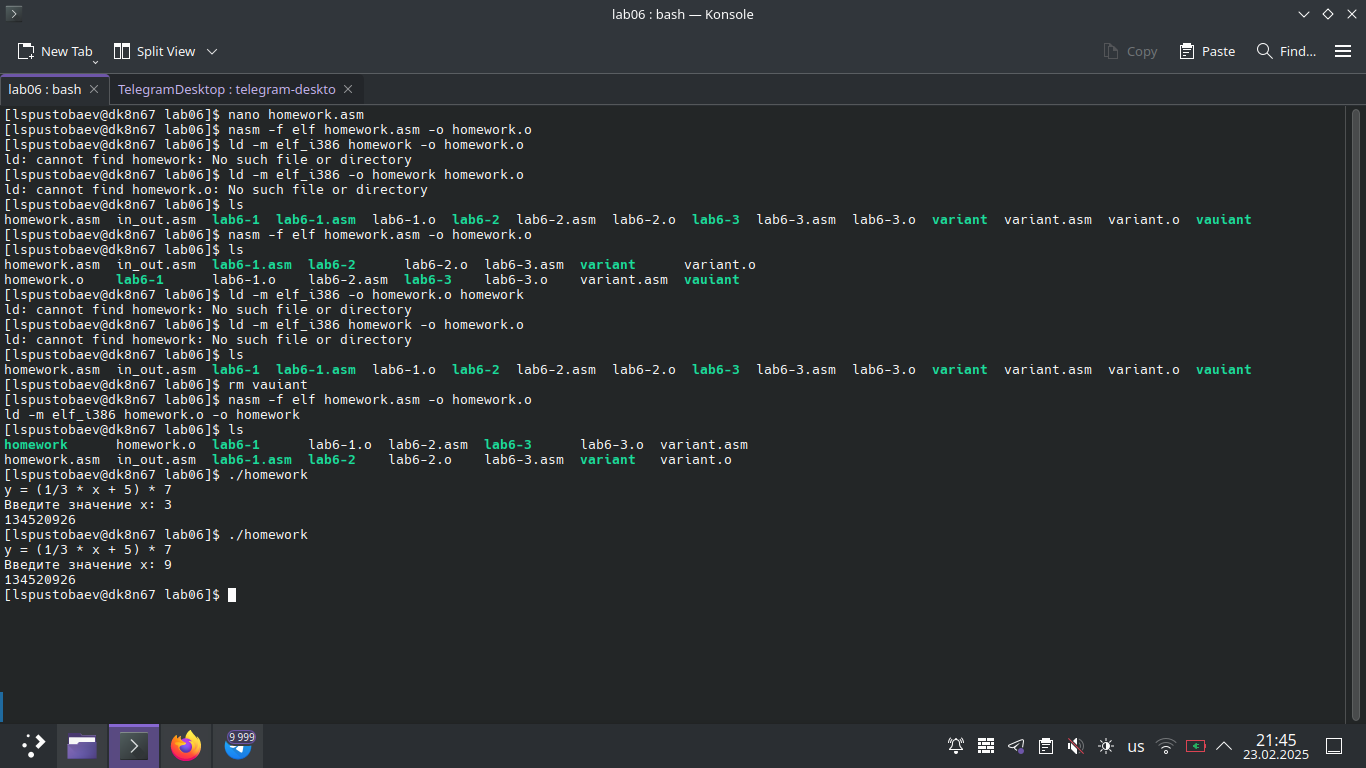 lab06 : bash — Konsole
New Tab Split View Copy Paste Find...
lab06 : bash TelegramDesktop : telegram-deskto
[lspustobaev@dk8n67 lab06]$ nano homework.asm
[lspustobaev@dk8n67 lab06]$ nasm -f elf homework.asm -o homework.o
[lspustobaev@dk8n67 lab06]$ ld -m elf_i386 homework -o homework.o
ld: cannot find homework: No such file or directory
[lspustobaev@dk8n67 lab06]$ ld -m elf_i386 -o homework homework.o
ld: cannot find homework.o: No such file or directory
[lspustobaev@dk8n67 lab06]$ ls
homework.asm in_out.asm lab6-1 lab6-1.asm lab6-1.o lab6-2 lab6-2.asm lab6-2.o lab6-3 lab6-3.asm lab6-3.o variant variant.asm variant.o vauiant
[lspustobaev@dk8n67 lab06]$ nasm -f elf homework.asm -o homework.o
[lspustobaev@dk8n67 lab06]$ ls
homework.asm in_out.asm lab6-1.asm lab6-2 lab6-2.o lab6-3.asm variant variant.o
homework.o lab6-1 lab6-1.o lab6-2.asm lab6-3 lab6-3.o variant.asm vauiant
[lspustobaev@dk8n67 lab06]$ ld -m elf_i386 -o homework.o homework
ld: cannot find homework: No such file or directory
[lspustobaev@dk8n67 lab06]$ ld -m elf_i386 homework -o homework.o
ld: cannot find homework: No such file or directory
[lspustobaev@dk8n67 lab06]$ ls
homework.asm in_out.asm lab6-1 lab6-1.asm lab6-1.o lab6-2 lab6-2.asm lab6-2.o lab6-3 lab6-3.asm lab6-3.o variant variant.asm variant.o vauiant
[lspustobaev@dk8n67 lab06]$ rm vauiant
[lspustobaev@dk8n67 lab06]$ nasm -f elf homework.asm -o homework.o
ld -m elf_i386 homework.o -o homework
[lspustobaev@dk8n67 lab06]$ ls
homework homework.o lab6-1 lab6-1.o lab6-2.asm lab6-3 lab6-3.o variant.asm
homework.asm in_out.asm lab6-1.asm lab6-2 lab6-2.o lab6-3.asm variant variant.o
[lspustobaev@dk8n67 lab06]$ ./homework
y = (1/3 * x + 5) * 7
Введите значение x: 3
134520926
[lspustobaev@dk8n67 lab06]$ ./homework
y = (1/3 * x + 5) * 7
Введите значение x: 9
134520926
[lspustobaev@dk8n67 lab06]$
9 999
us
21:45
23.02.2025